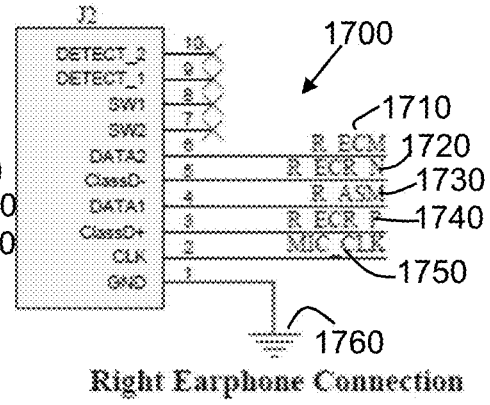 J2
1700
DETECT_2 10
DETECT_1 9
SW1 8
SW2 7
DATA2 6 R_ECM 1710
ClassD- 5 R_ECR_N 1720
DATA1 4 R_ASM 1730
ClassD+ 3 R_ECR_P 1740
CLK 2 MIC_CLK 1750
GND 1
1760
Right Earphone Connection